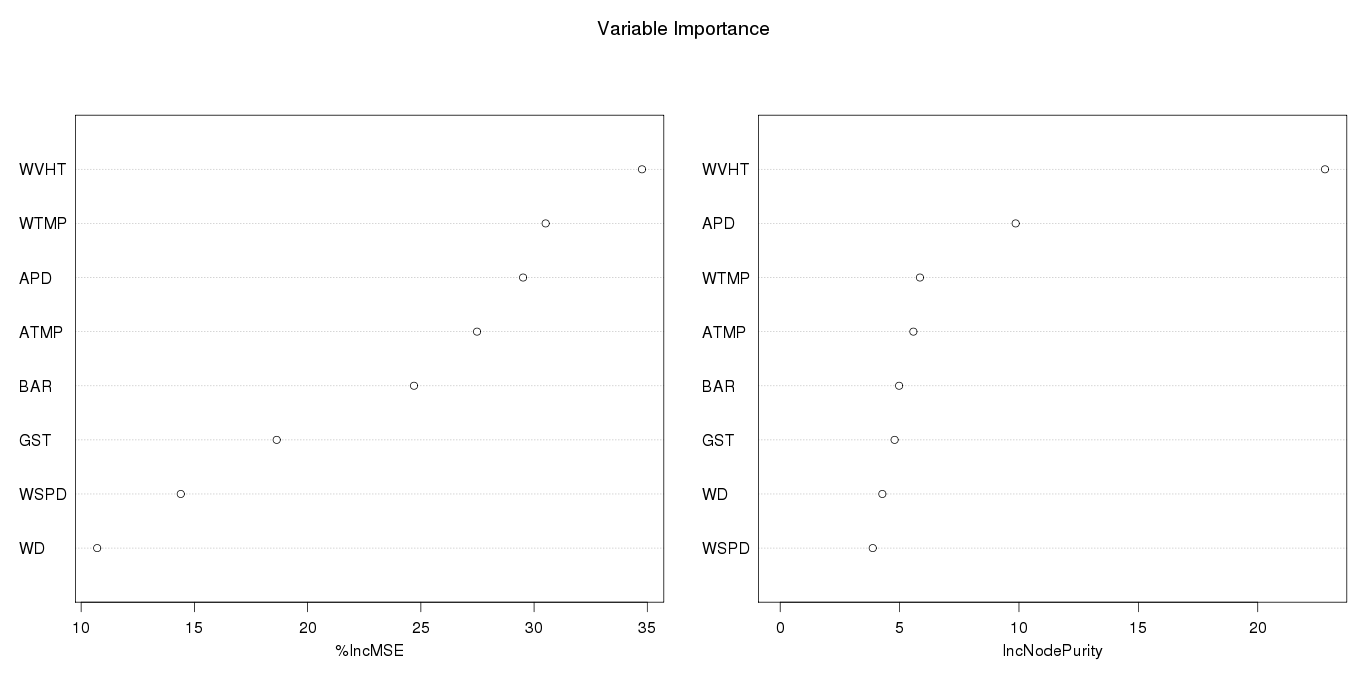 Variable Importance
WVHT
WTMP
APD
ATMP
BAR
GST
WSPD
WD
10 15 20 25 30 35
%IncMSE
WVHT
APD
WTMP
ATMP
BAR
GST
WD
WSPD
0 5 10 15 20
IncNodePurity